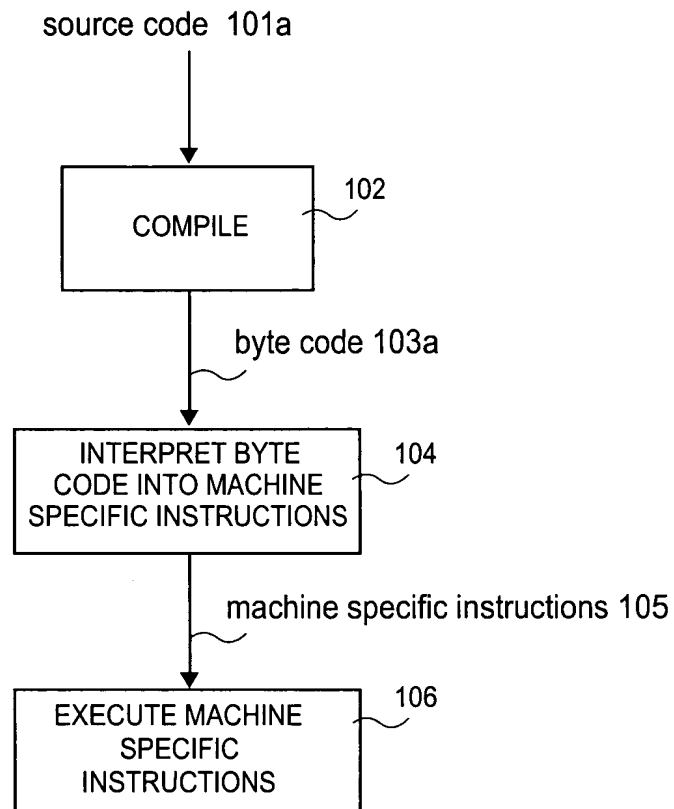 source code 101a
102
COMPILE
byte code 103a
INTERPRET BYTE
CODE INTO MACHINE
SPECIFIC INSTRUCTIONS
104
machine specific instructions 105
EXECUTE MACHINE
SPECIFIC
INSTRUCTIONS
106